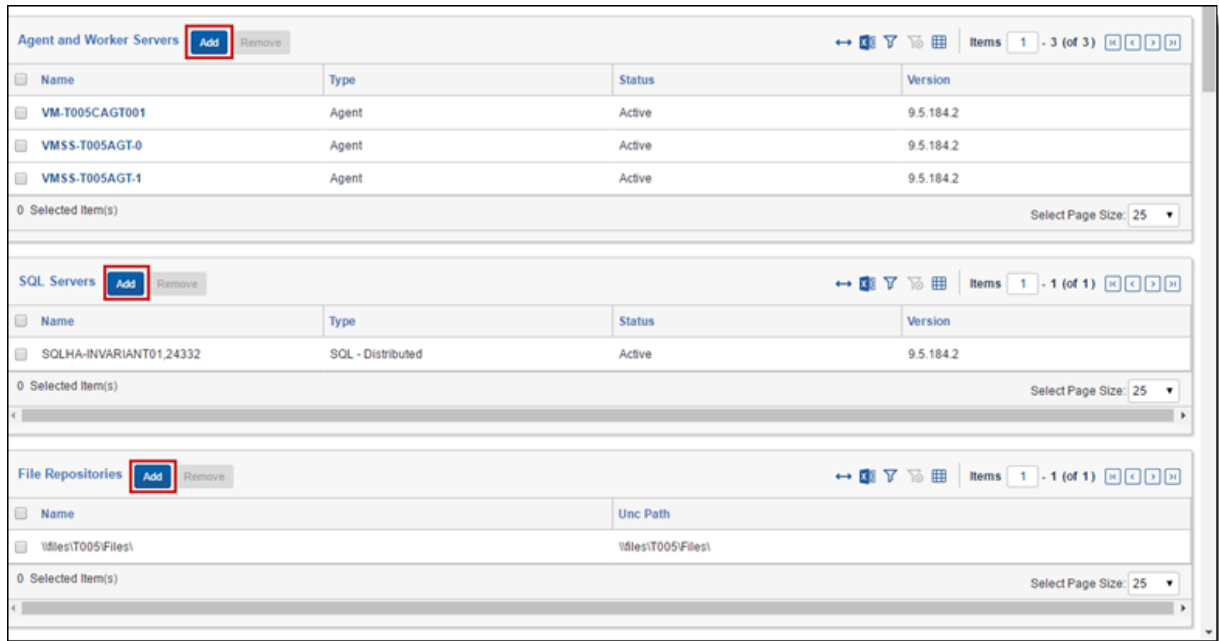 Agent and Worker Servers Add Remove Items 1 - 3 (of 3)
Name Type Status Version
VM-T005CAGT001 Agent Active 9.5.184.2
VMSS-T005AGT-0 Agent Active 9.5.184.2
VMSS-T005AGT-1 Agent Active 9.5.184.2
0 Selected Item(s) Select Page Size: 25
SQL Servers Add Remove Items 1 - 1 (of 1)
Name Type Status Version
SQLHA-INVARIANT01,24332 SQL - Distributed Active 9.5.184.2
0 Selected Item(s) Select Page Size: 25
File Repositories Add Remove Items 1 - 1 (of 1)
Name Unc Path
\\files\T005\Files\ \\files\T005\Files\
0 Selected Item(s) Select Page Size: 25